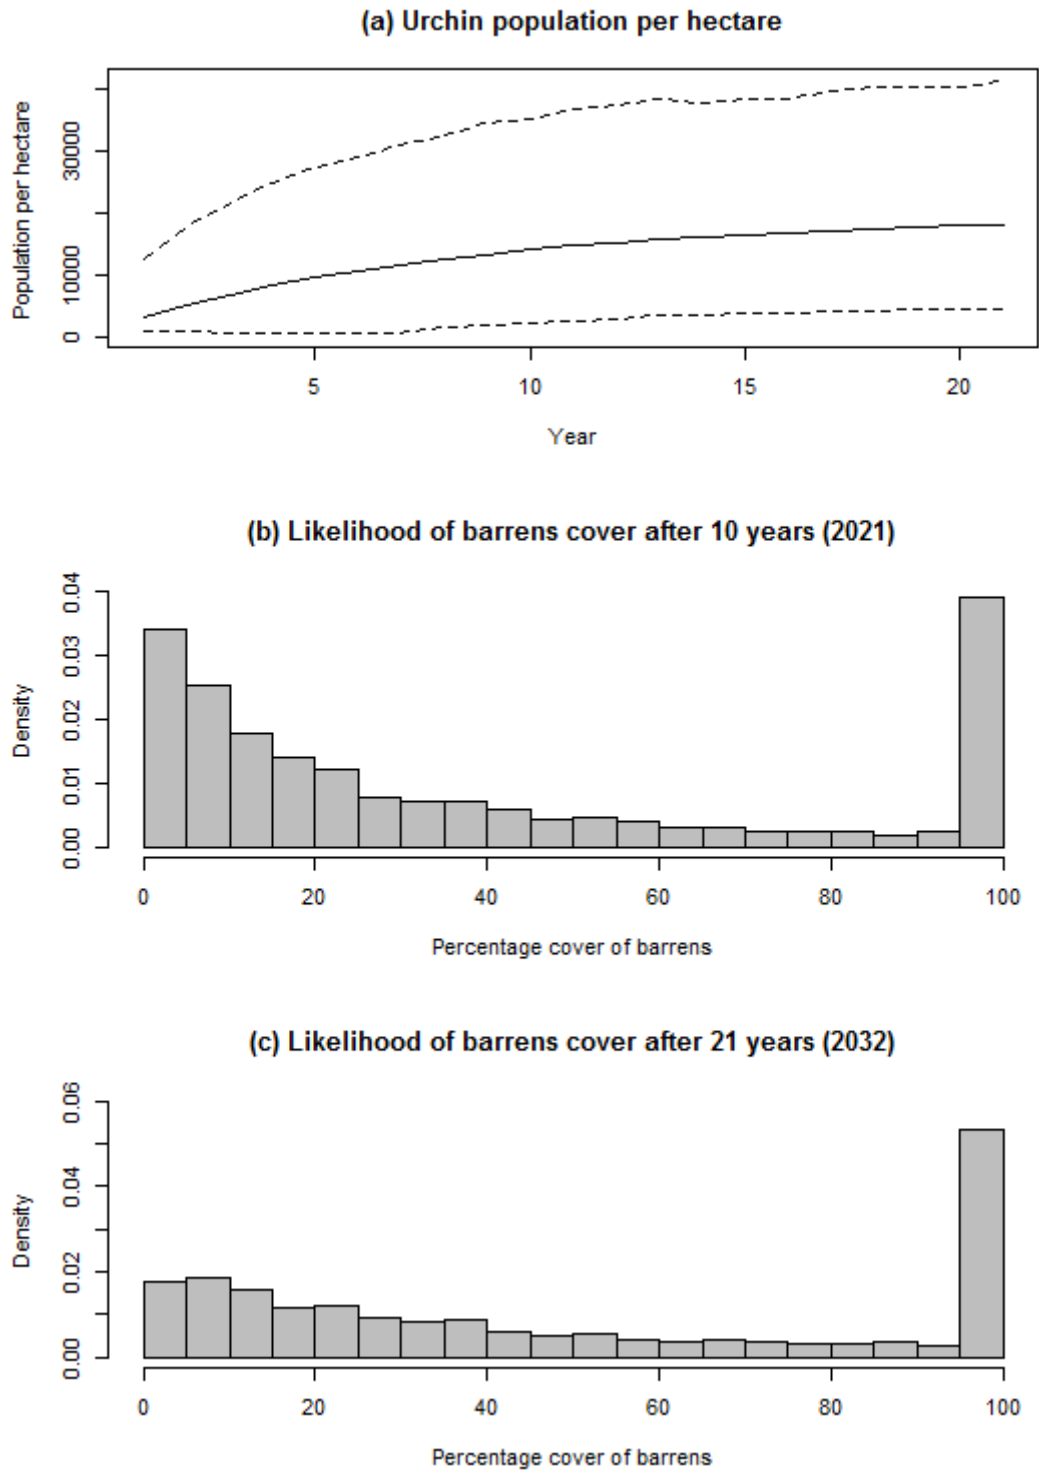 (a) Urchin population per hectare
Population per hectare
30000
10000
0
5 10 15 20
Year
(b) Likelihood of barrens cover after 10 years (2021)
Density
0.04
0.03
0.02
0.01
0.00
0 20 40 60 80 100
Percentage cover of barrens
(c) Likelihood of barrens cover after 21 years (2032)
Density
0.06
0.04
0.02
0.00
0 20 40 60 80 100
Percentage cover of barrens